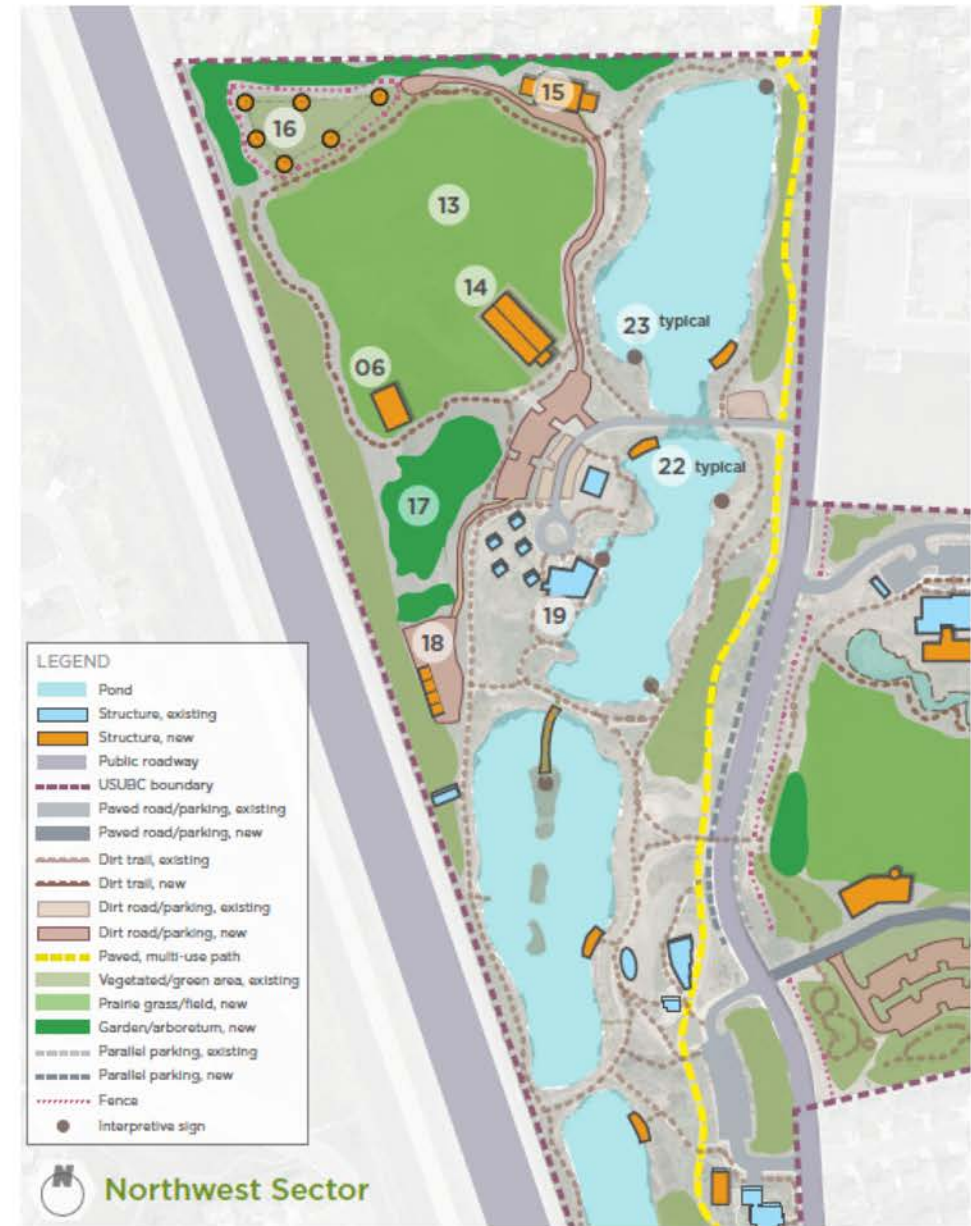 15
16
13
14
23 typical
06
22 typical
17
19
18
LEGEND
Pond
Structure, existing
Structure, new
Public roadway
USUBC boundary
Paved road/parking, existing
Paved road/parking, new
Dirt trail, existing
Dirt trail, new
Dirt road/parking, existing
Dirt road/parking, new
Paved, multi-use path
Vegetated/green area, existing
Prairie grass/field, new
Garden/arboretum, new
Parallel parking, existing
Parallel parking, new
Fence
Interpretive sign
N
Northwest Sector